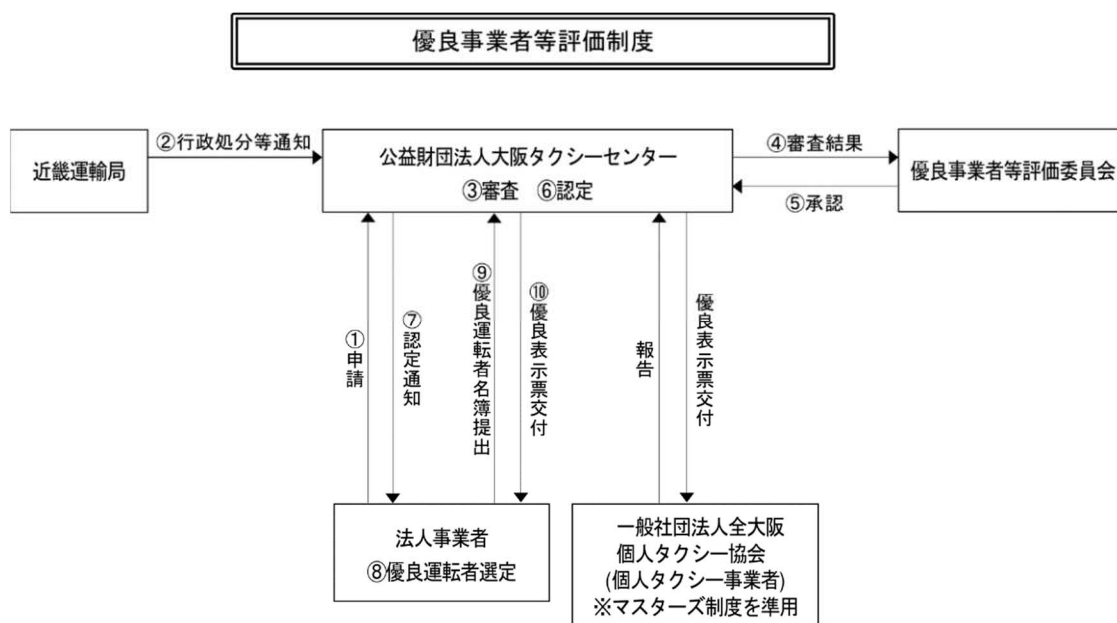 優良事業者等評価制度
近畿運輸局
②行政処分等通知
公益財団法人大阪タクシーセンター
③審査 ⑥認定
④審査結果
⑤承認
優良事業者等評価委員会
①申請
⑦認定通知
⑨優良運転者名簿提出
⑩優良表示票交付
報告
優良表示票交付
法人事業者
⑧優良運転者選定
一般社団法人全大阪
個人タクシー協会
(個人タクシー事業者)
※マスターズ制度を準用